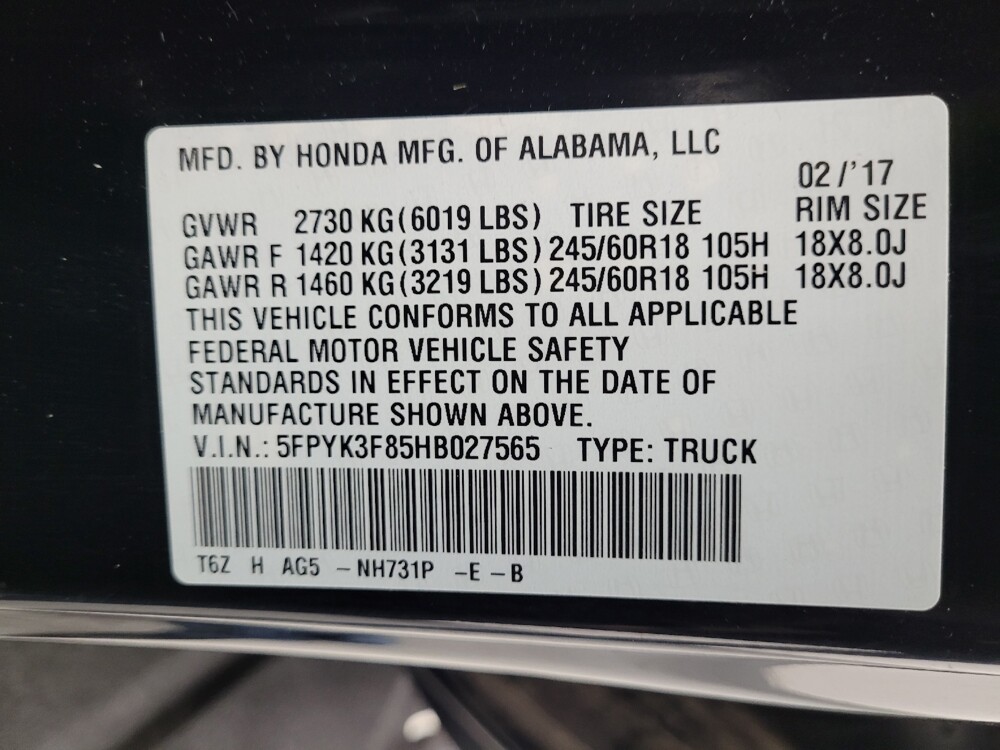 MFD. BY HONDA MFG. OF ALABAMA, LLC
02/'17
GVWR 2730 KG(6019 LBS) TIRE SIZE RIM SIZE
GAWR F 1420 KG(3131 LBS) 245/60R18 105H 18X8.0J
GAWR R 1460 KG(3219 LBS) 245/60R18 105H 18X8.0J
THIS VEHICLE CONFORMS TO ALL APPLICABLE
FEDERAL MOTOR VEHICLE SAFETY
STANDARDS IN EFFECT ON THE DATE OF
MANUFACTURE SHOWN ABOVE.
V.I.N.: 5FPYK3F85HB027565 TYPE: TRUCK
T6Z H AG5 -NH731P -E -B